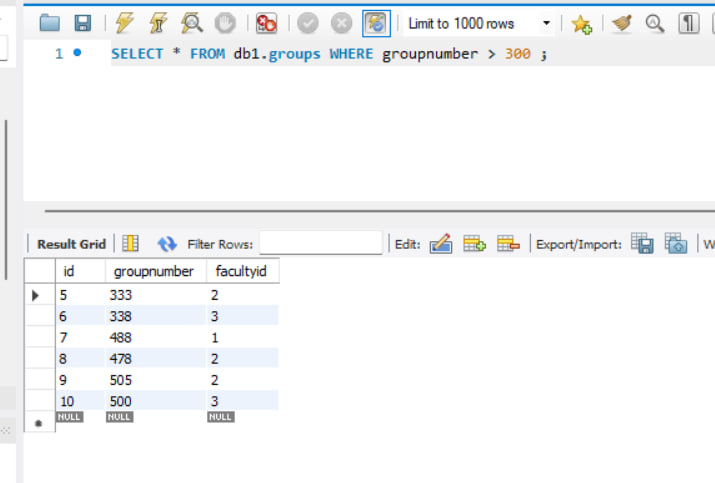 Limit to 1000 rows
1 SELECT * FROM db1.groups WHERE groupnumber > 300 ;
Result Grid Filter Rows: Edit: Export/Import: W
id groupnumber facultyid
5 333 2
6 338 3
7 488 1
8 478 2
9 505 2
10 500 3
NULL NULL NULL